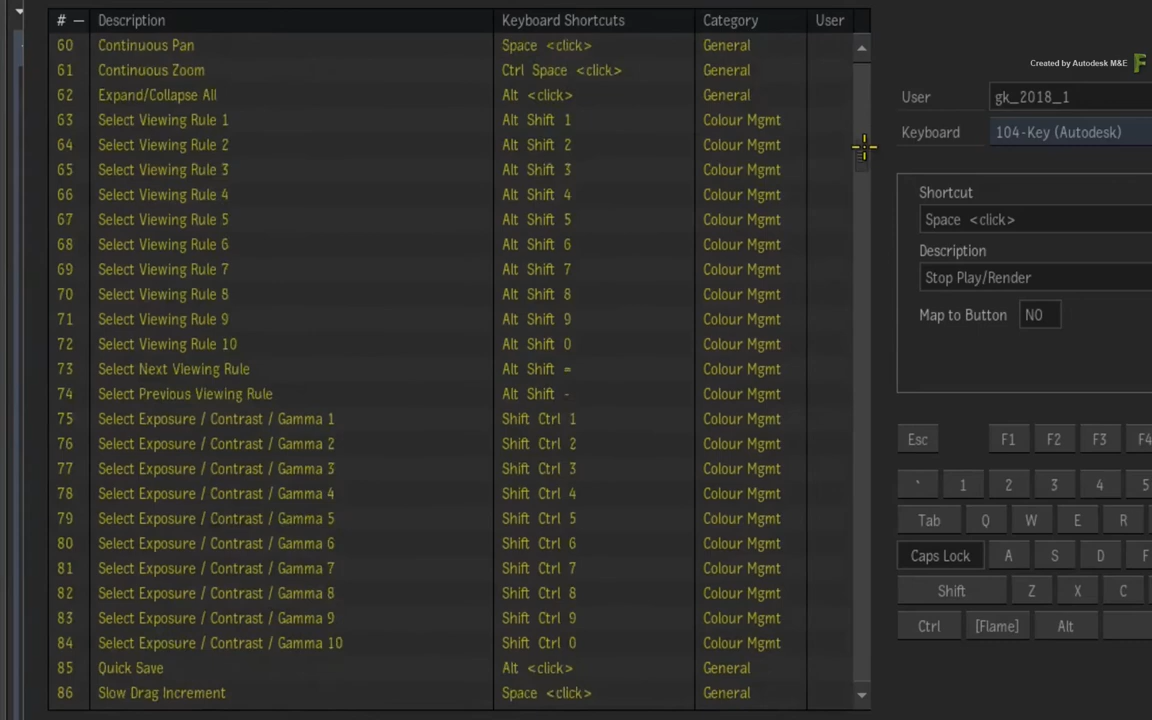 # — Description Keyboard Shortcuts Category User
60 Continuous Pan Space <click> General
61 Continuous Zoom Ctrl Space <click> General
62 Expand/Collapse All Alt <click> General
63 Select Viewing Rule 1 Alt Shift 1 Colour Mgmt
64 Select Viewing Rule 2 Alt Shift 2 Colour Mgmt
65 Select Viewing Rule 3 Alt Shift 3 Colour Mgmt
66 Select Viewing Rule 4 Alt Shift 4 Colour Mgmt
67 Select Viewing Rule 5 Alt Shift 5 Colour Mgmt
68 Select Viewing Rule 6 Alt Shift 6 Colour Mgmt
69 Select Viewing Rule 7 Alt Shift 7 Colour Mgmt
70 Select Viewing Rule 8 Alt Shift 8 Colour Mgmt
71 Select Viewing Rule 9 Alt Shift 9 Colour Mgmt
72 Select Viewing Rule 10 Alt Shift 0 Colour Mgmt
73 Select Next Viewing Rule Alt Shift = Colour Mgmt
74 Select Previous Viewing Rule Alt Shift - Colour Mgmt
75 Select Exposure / Contrast / Gamma 1 Shift Ctrl 1 Colour Mgmt
76 Select Exposure / Contrast / Gamma 2 Shift Ctrl 2 Colour Mgmt
77 Select Exposure / Contrast / Gamma 3 Shift Ctrl 3 Colour Mgmt
78 Select Exposure / Contrast / Gamma 4 Shift Ctrl 4 Colour Mgmt
79 Select Exposure / Contrast / Gamma 5 Shift Ctrl 5 Colour Mgmt
80 Select Exposure / Contrast / Gamma 6 Shift Ctrl 6 Colour Mgmt
81 Select Exposure / Contrast / Gamma 7 Shift Ctrl 7 Colour Mgmt
82 Select Exposure / Contrast / Gamma 8 Shift Ctrl 8 Colour Mgmt
83 Select Exposure / Contrast / Gamma 9 Shift Ctrl 9 Colour Mgmt
84 Select Exposure / Contrast / Gamma 10 Shift Ctrl 0 Colour Mgmt
85 Quick Save Alt <click> General
86 Slow Drag Increment Space <click> General
Created by Autodesk M&E F
User gk_2018_1
Keyboard 104-Key (Autodesk)
Shortcut
Space <click>
Description
Stop Play/Render
Map to Button NO
Esc F1 F2 F3 F4
` 1 2 3 4 5
Tab Q W E R
Caps Lock A S D F
Shift Z X C
Ctrl [Flame] Alt